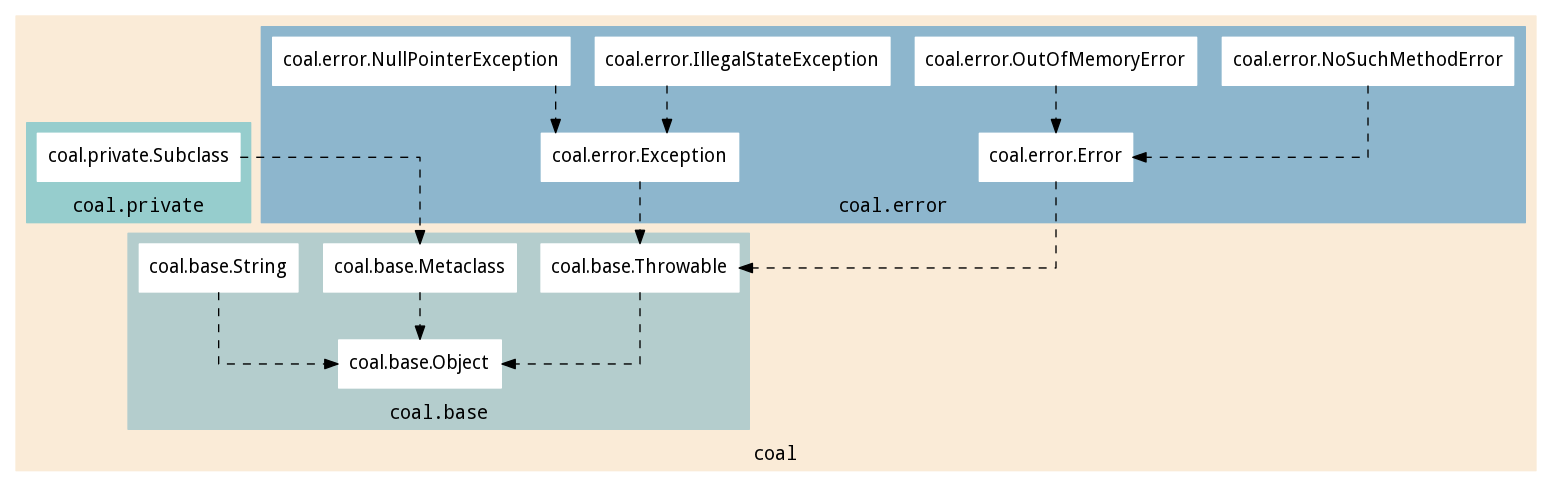 coal.error.NullPointerException
coal.error.IllegalStateException
coal.error.OutOfMemoryError
coal.error.NoSuchMethodError
coal.private.Subclass
coal.error.Exception
coal.error.Error
coal.private
coal.error
coal.base.String
coal.base.Metaclass
coal.base.Throwable
coal.base.Object
coal.base
coal